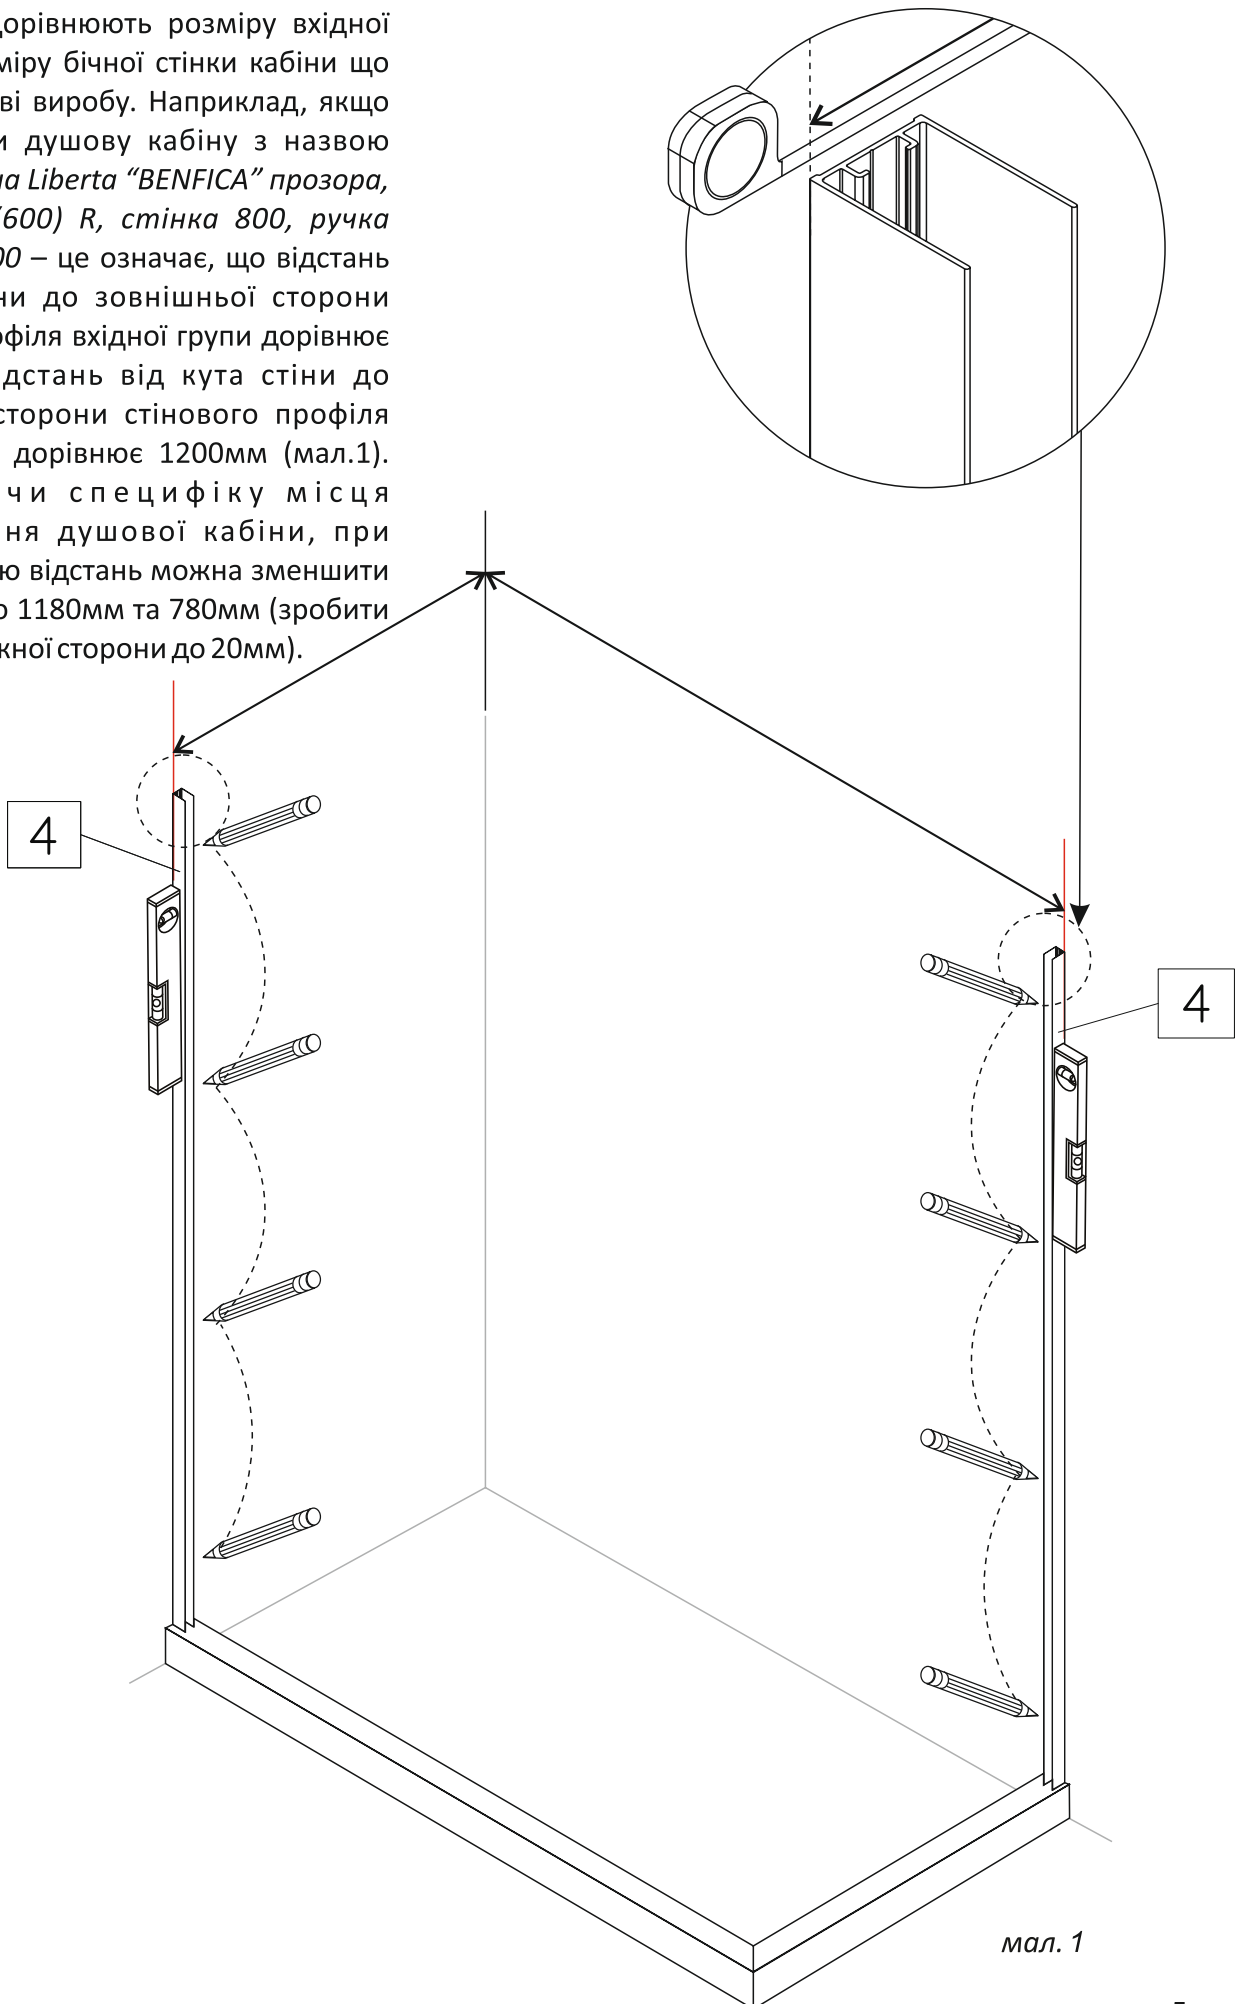 дорівнюють розміру вхідної
міру бічної стінки кабіни що
ві виробу. Наприклад, якщо
и душову кабіну з назвою
на Liberta “BENFICA” прозора,
(600) R, стінка 800, ручка
00 – це означає, що відстань
ни до зовнішньої сторони
офіля вхідної групи дорівнює
дстань від кута стіни до
сторони стінового профіля
дорівнює 1200мм (мал.1).
чи специфіку місця
ня душової кабіни, при
ю відстань можна зменшити
о 1180мм та 780мм (зробити
жної сторони до 20мм).
4
4
мал. 1